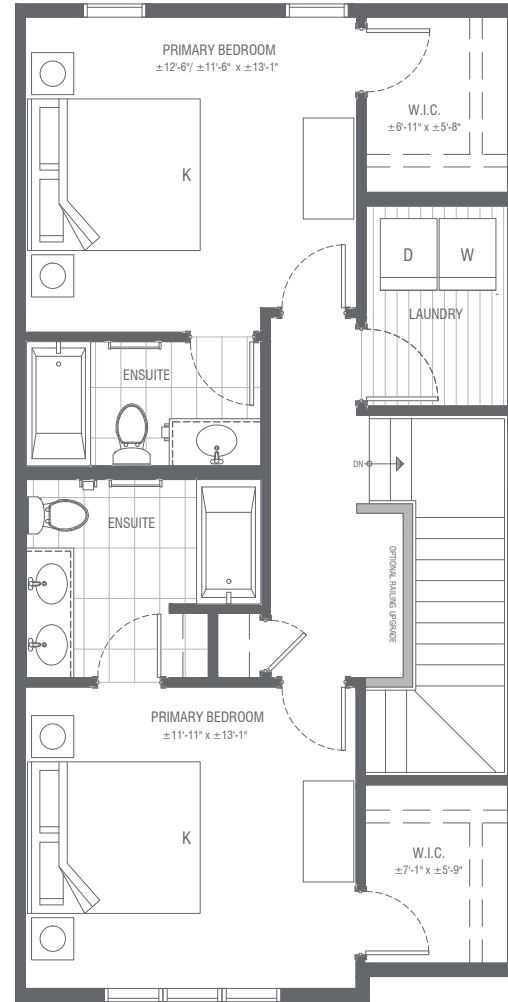 PRIMARY BEDROOM
±12'-6"/ ±11'-6" x ±13'-1"
W.I.C.
±6'-11" x ±5'-8"
K
D
W
LAUNDRY
ENSUITE
DN
ENSUITE
OPTIONAL RAILING UPGRADE
PRIMARY BEDROOM
±11'-11" x ±13'-1"
K
W.I.C.
±7'-1" x ±5'-9"